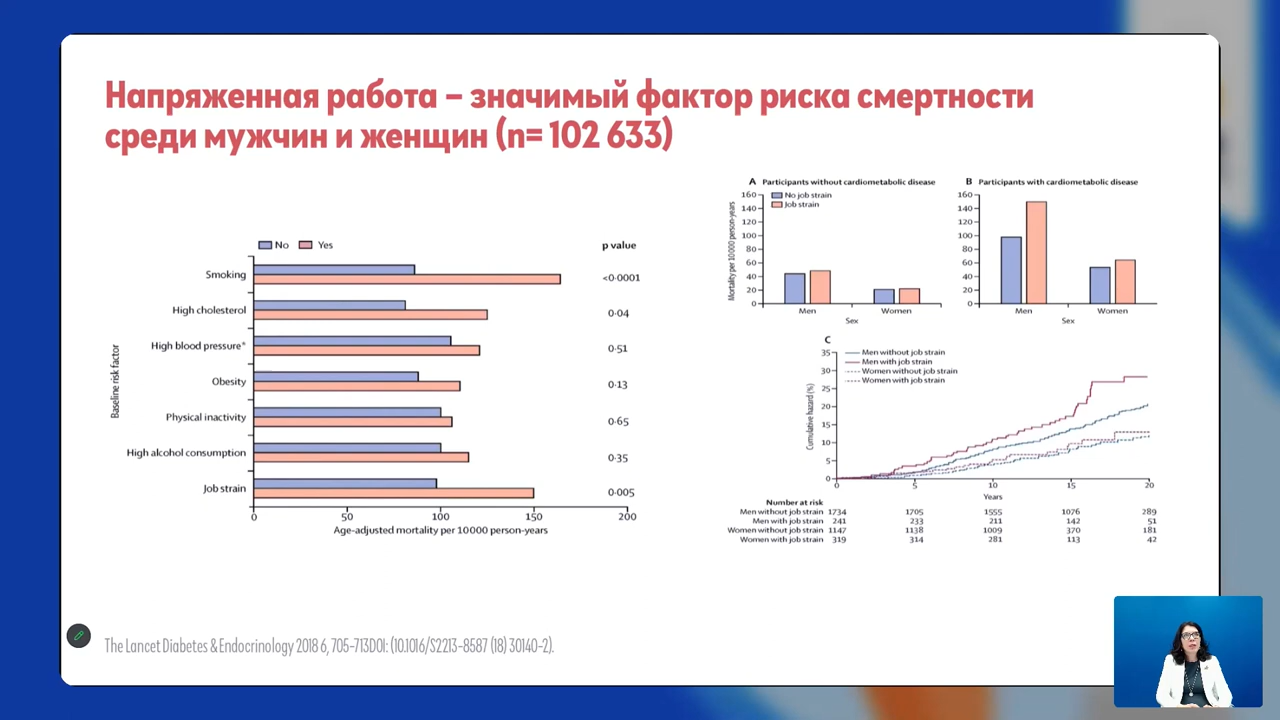 Напряженная работа – значимый фактор риска смертности
среди мужчин и женщин (n= 102 633)
No Yes p value
Baseline risk factor
Smoking <0·0001
High cholesterol 0·04
High blood pressure* 0·51
Obesity 0·13
Physical inactivity 0·65
High alcohol consumption 0·35
Job strain 0·005
0 50 100 150 200
Age-adjusted mortality per 10 000 person-years
A Participants without cardiometabolic disease
No job strain
Job strain
Mortality per 10 000 person-years
160
140
120
100
80
60
40
20
0
Men Women
Sex
B Participants with cardiometabolic disease
160
140
120
100
80
60
40
20
0
Men Women
Sex
C
Men without job strain
Men with job strain
Women without job strain
Women with job strain
Cumulative hazard (%)
35
30
25
20
15
10
5
0
0 5 10 15 20
Years
Number at risk
Men without job strain 1734 1705 1555 1076 289
Men with job strain 241 233 211 142 51
Women without job strain 1147 1138 1009 370 181
Women with job strain 319 314 281 113 42
The Lancet Diabetes & Endocrinology 2018 6, 705-713DOI: (10.1016/S2213-8587 (18) 30140-2).